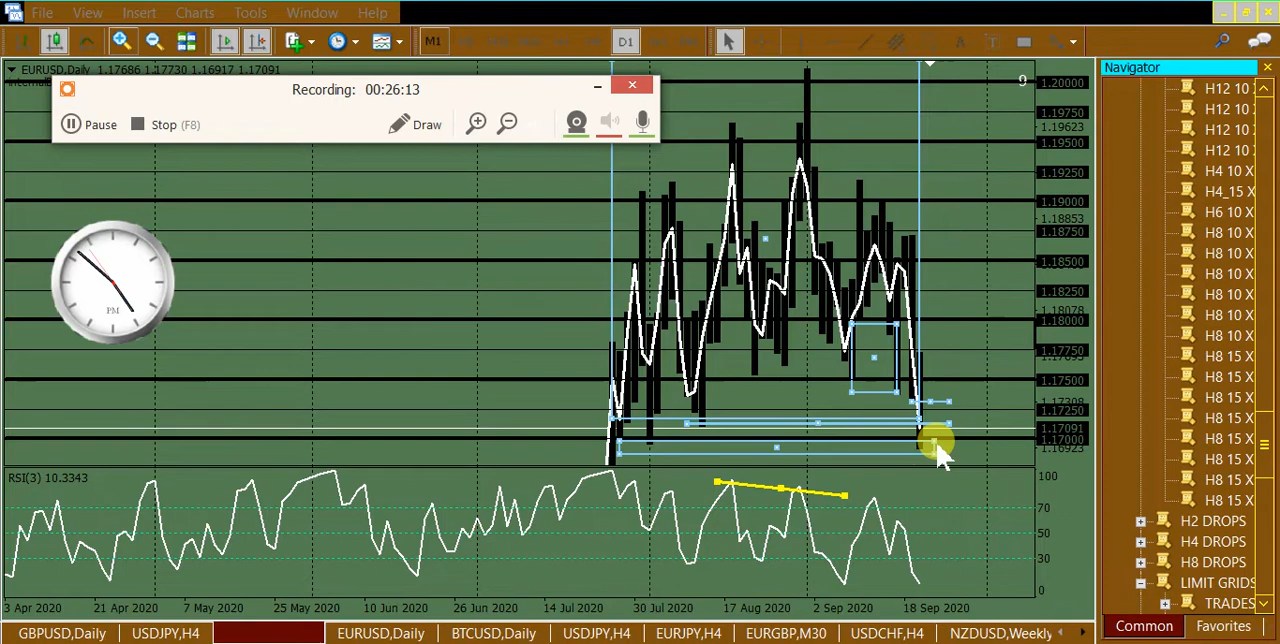 File View Insert Charts Tools Window Help
M1 D1
EURUSD,Daily 1.17686 1.17730 1.16917 1.17091
Recording: 00:26:13
Pause Stop (F8) Draw
9
1.20000
1.19750
1.19623
1.19500
1.19250
1.19000
1.18853
1.18750
1.18500
1.18250
1.18078
1.18000
1.17750
1.17500
1.17308
1.17250
1.17091
1.17000
1.16923
PM
RSI(3) 10.3343
100
70
50
30
0
3 Apr 2020 21 Apr 2020 7 May 2020 25 May 2020 10 Jun 2020 26 Jun 2020 14 Jul 2020 30 Jul 2020 17 Aug 2020 2 Sep 2020 18 Sep 2020
GBPUSD,Daily USDJPY,H4 EURUSD,Daily BTCUSD,Daily USDJPY,H4 EURJPY,H4 EURGBP,M30 USDCHF,H4 NZDUSD,Weekly
Navigator
H12 10
H12 10
H12 10
H12 10
H4 10 X
H4_15 X
H6 10 X
H8 10 X
H8 10 X
H8 10 X
H8 10 X
H8 10 X
H8 10 X
H8 15 X
H8 15 X
H8 15 X
H8 15 X
H8 15 X
H8 15 X
H8 15 X
H8 15 X
H2 DROPS
H4 DROPS
H8 DROPS
LIMIT GRIDS
TRADES
Common Favorites